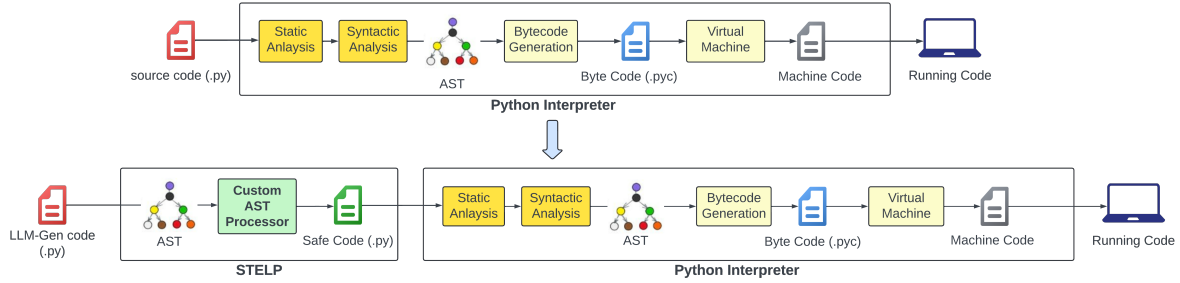 Static
Anlaysis
Syntactic
Analysis
Bytecode
Generation
Virtual
Machine
source code (.py)
AST
Byte Code (.pyc)
Machine Code
Running Code
Python Interpreter
Custom
AST
Processor
Static
Anlaysis
Syntactic
Analysis
Bytecode
Generation
Virtual
Machine
LLM-Gen code
(.py)
AST
Safe Code (.py)
AST
Byte Code (.pyc)
Machine Code
Running Code
STELP
Python Interpreter